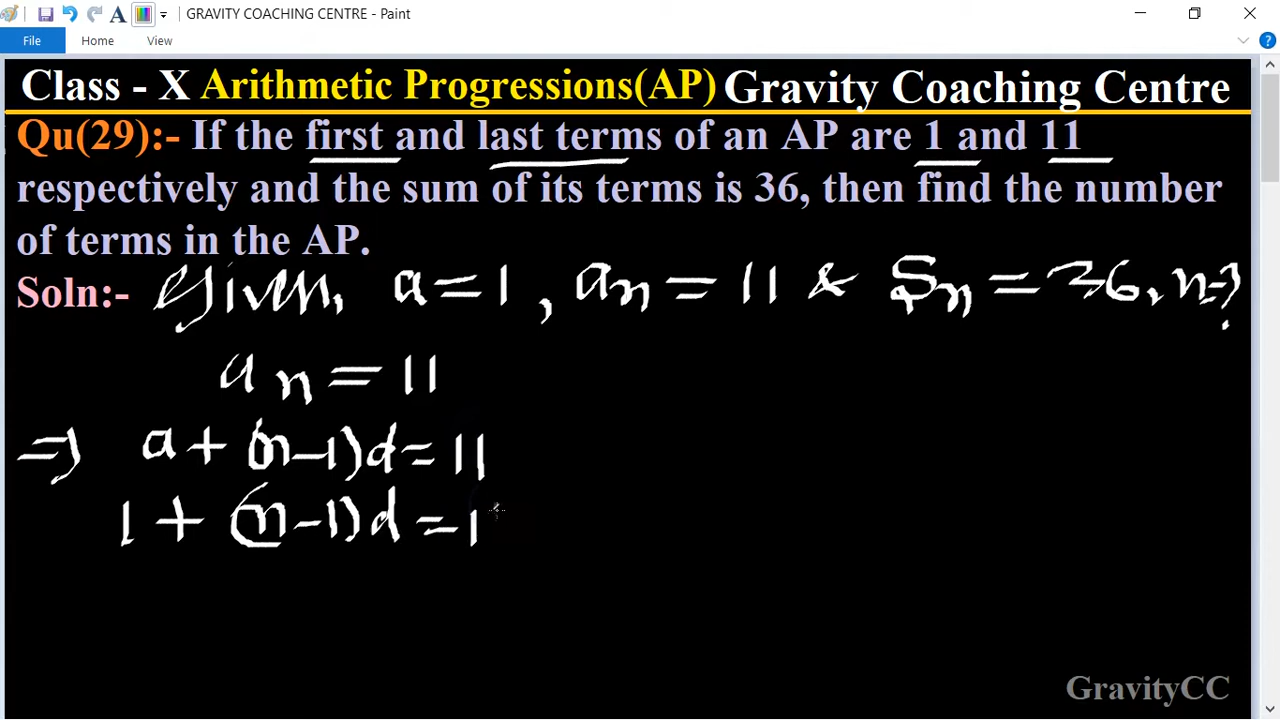 GRAVITY COACHING CENTRE - Paint
File Home View
Class - X Arithmetic Progressions(AP) Gravity Coaching Centre
Qu(29):- If the first and last terms of an AP are 1 and 11
respectively and the sum of its terms is 36, then find the number
of terms in the AP.
Soln:- Given, a = 1, an = 11 & Sn = 36, n = ?
an = 11
=> a + (n-1)d = 11
1 + (n-1)d = 1
GravityCC